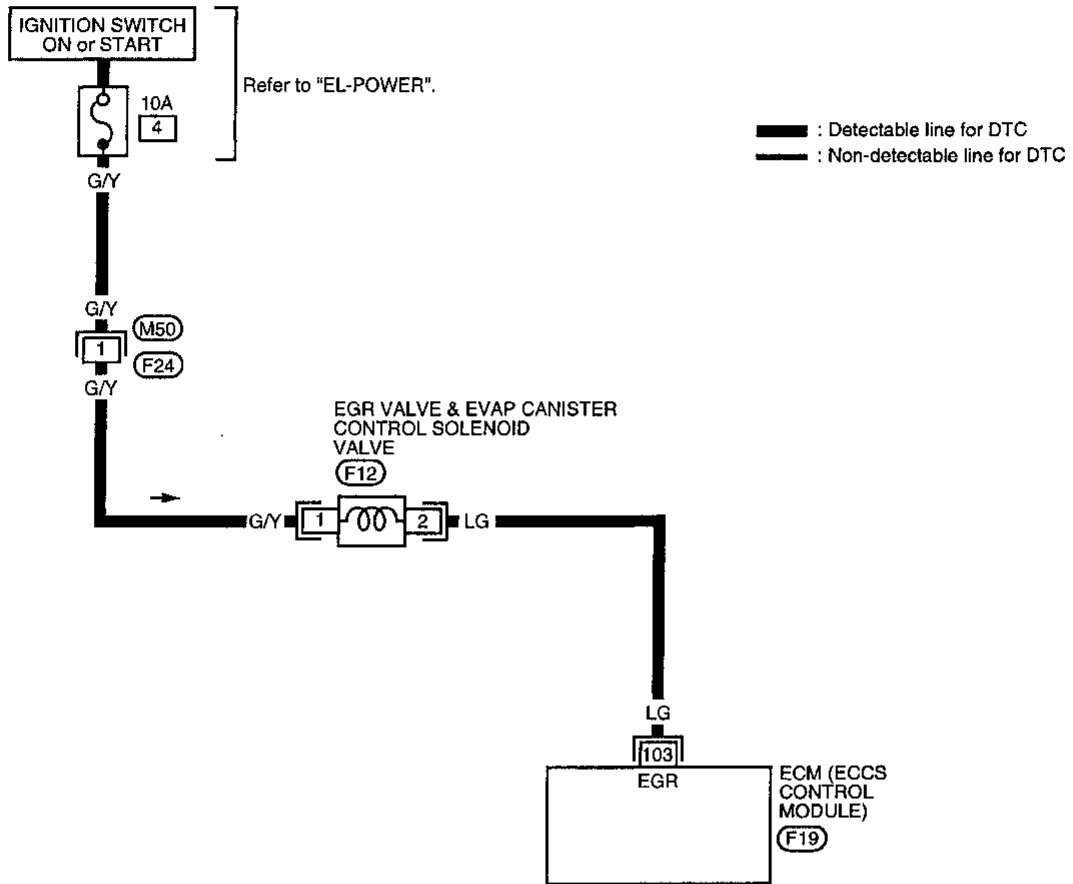 IGNITION SWITCH
ON or START
Refer to "EL-POWER".
10A
4
: Detectable line for DTC
: Non-detectable line for DTC
G/Y
G/Y
M50
1
F24
G/Y
EGR VALVE & EVAP CANISTER
CONTROL SOLENOID
VALVE
F12
G/Y
1
2
LG
LG
103
EGR
ECM (ECCS
CONTROL
MODULE)
F19